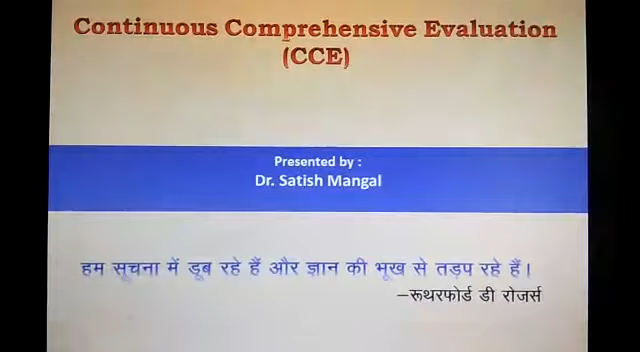 Continuous Comprehensive Evaluation
(CCE)
Presented by :
Dr. Satish Mangal
हम सूचना में डूब रहे हैं और ज्ञान की भूख से तड़प रहे हैं।
–रूथरफोर्ड डी रोजर्स